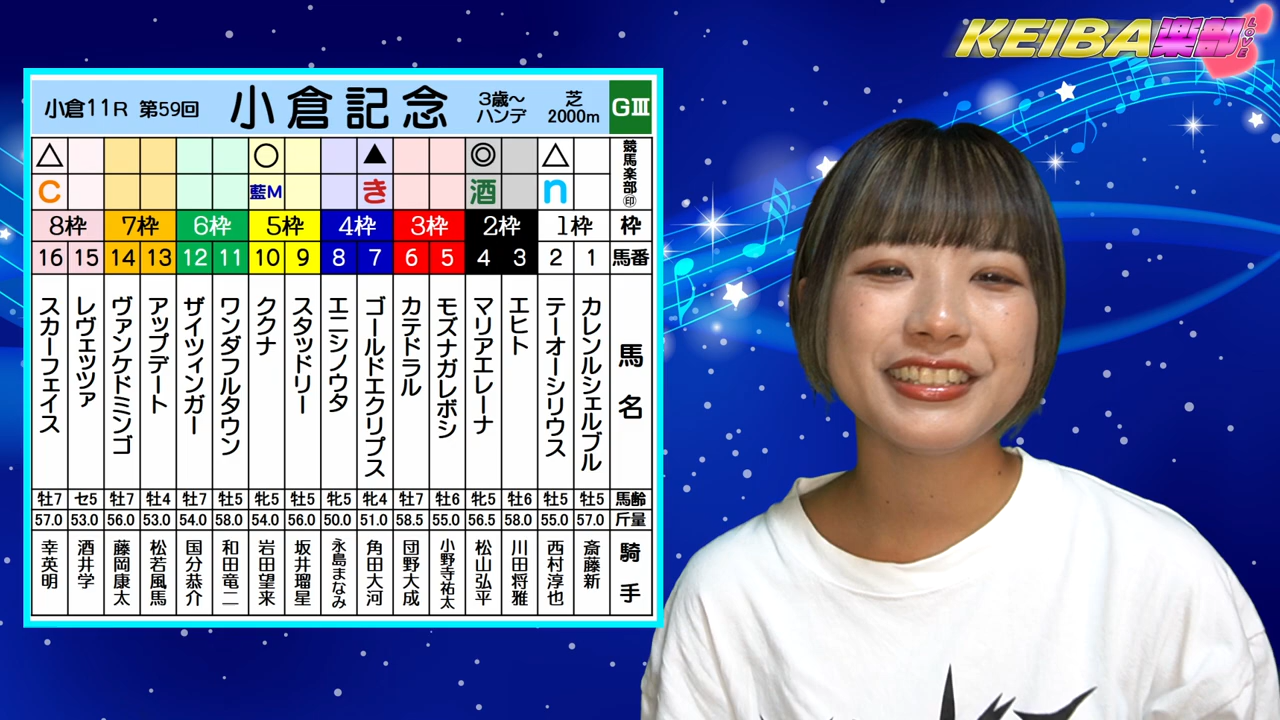 KEIBA楽部
LOVE
小倉11R 第59回 小倉記念 3歳～ ハンデ 芝 2000m GⅢ
△ ○ ▲ ◎ △ 競馬楽部㊞
C 藍M き 酒 n
8枠 7枠 6枠 5枠 4枠 3枠 2枠 1枠 枠
16 15 14 13 12 11 10 9 8 7 6 5 4 3 2 1 馬番
スカーフェイス レヴェッツァ ヴァンケドミンゴ アップデート ザイツィンガー ワンダフルタウン ククナ スタッドリー エニシノウタ ゴールドエクリプス カテドラル モズナガレボシ マリアエレーナ ヒヒト テーオーシリウス カレンルシェルブル 馬名
牡7 セ5 牡7 牡4 牡7 牡5 牝5 牡5 牝5 牝4 牡7 牡6 牝5 牡6 牡5 牡5 馬齢
57.0 53.0 56.0 53.0 54.0 58.0 54.0 56.0 50.0 51.0 58.5 55.0 56.5 58.0 55.0 57.0 斤量
幸英明 酒井学 藤岡康太 松若風馬 国分恭介 和田竜二 岩田望来 坂井瑠星 永島まなみ 角田大河 団野大成 小野寺祐太 松山弘平 川田将雅 西村淳也 斎藤新 騎手